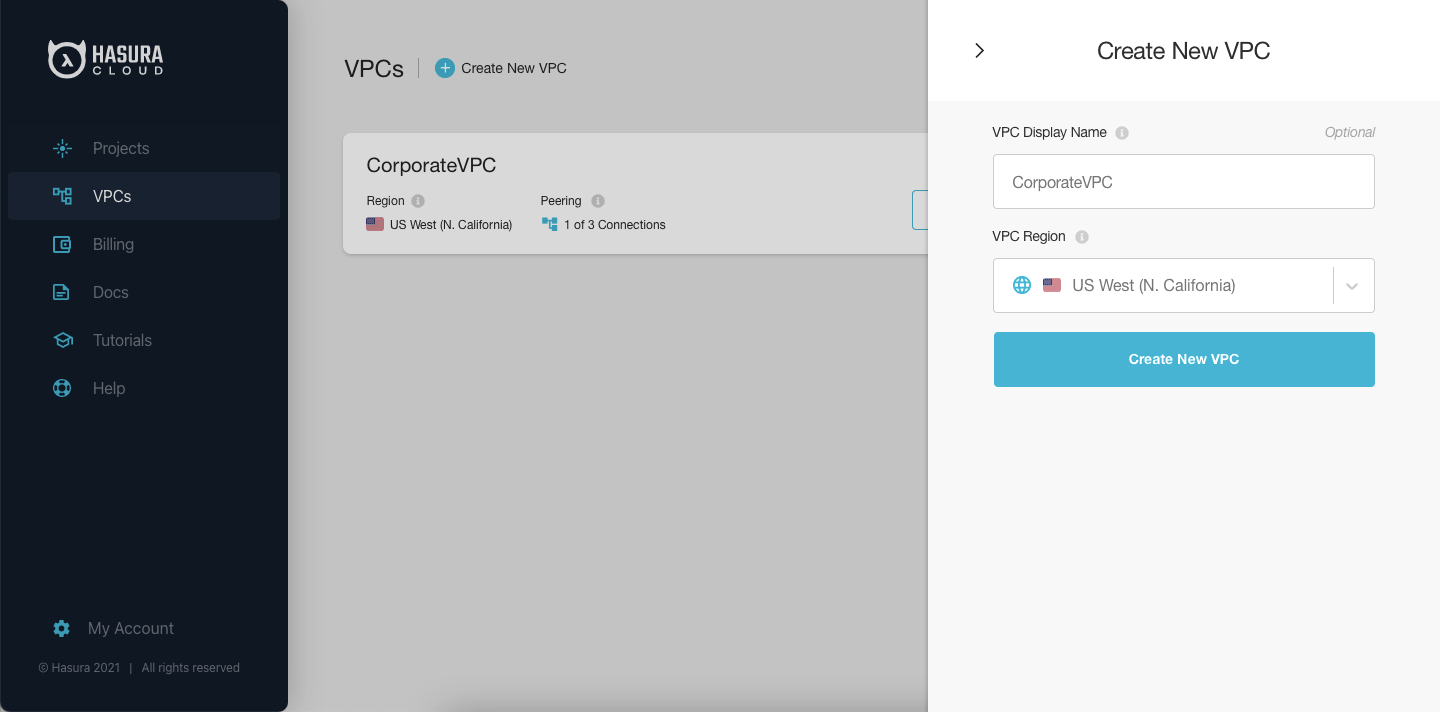 HASURA
CLOUD
Projects
VPCs
Billing
Docs
Tutorials
Help
My Account
© Hasura 2021 | All rights reserved
VPCs
Create New VPC
CorporateVPC
Region
Peering
US West (N. California)
1 of 3 Connections
Create New VPC
VPC Display Name
Optional
CorporateVPC
VPC Region
US West (N. California)
Create New VPC